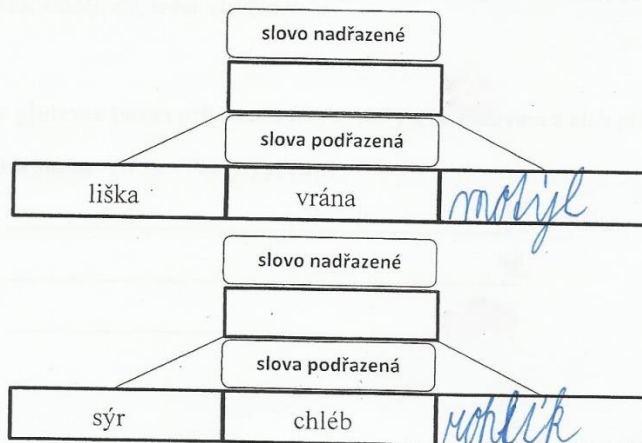 slovo nadřazené
slova podřazená
liška vrána motýl
slovo nadřazené
slova podřazená
sýr chléb rohlík